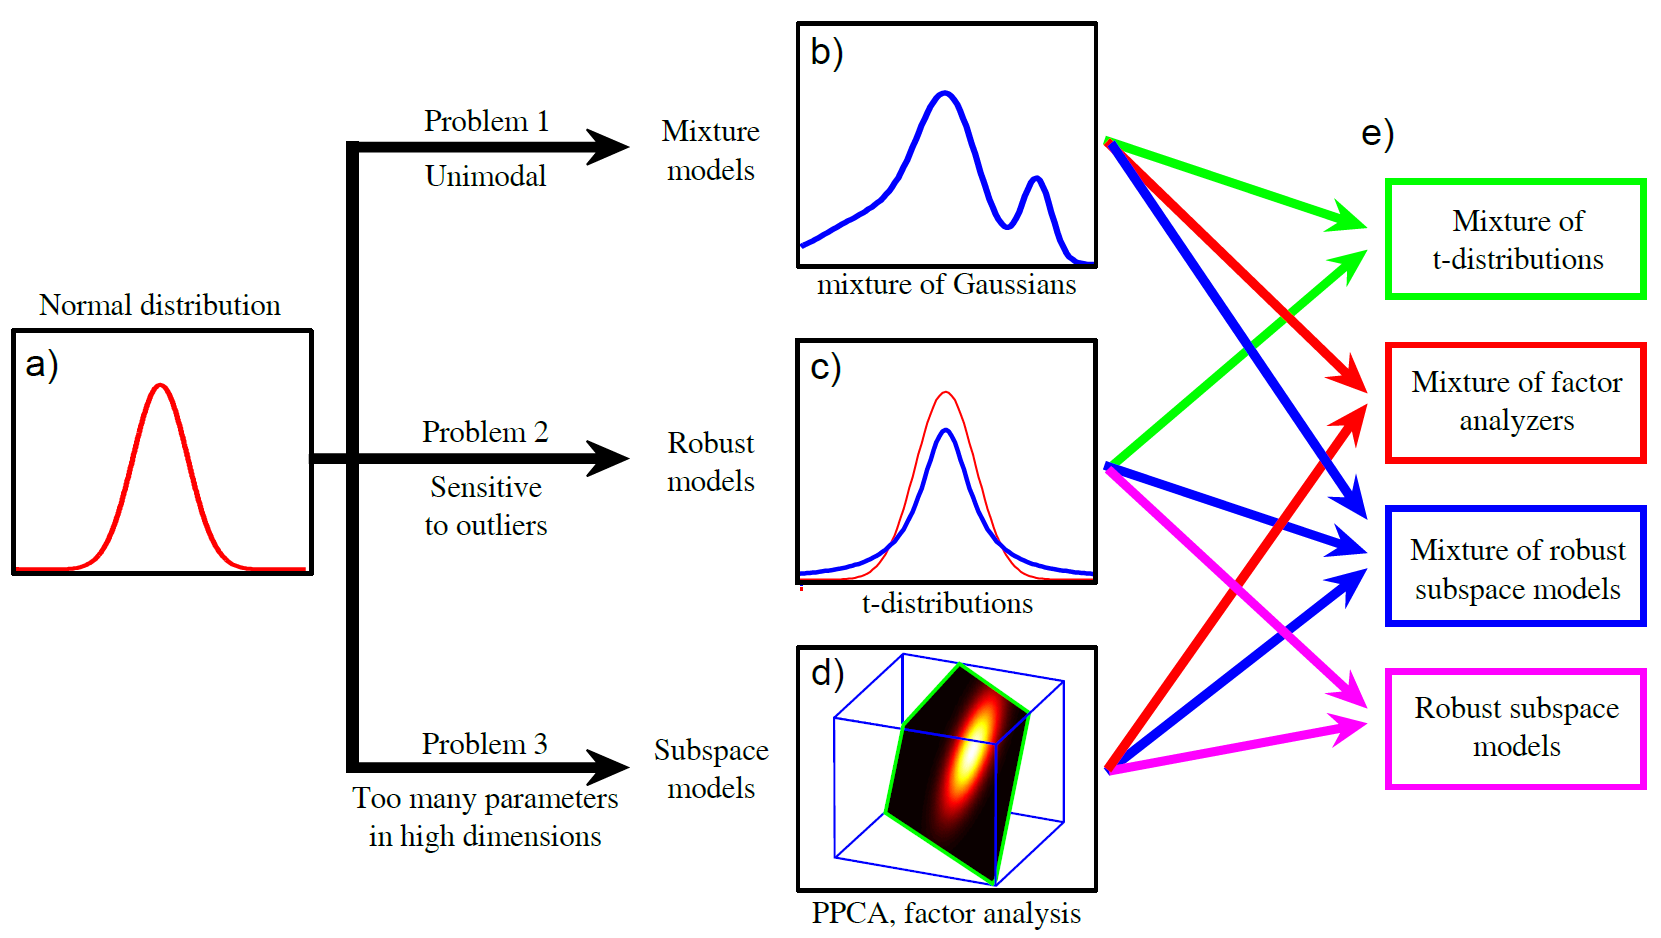 Normal distribution
a)
Problem 1
Unimodal
Mixture
models
b)
mixture of Gaussians
Problem 2
Sensitive
to outliers
Robust
models
c)
t-distributions
Problem 3
Too many parameters
in high dimensions
Subspace
models
d)
PPCA, factor analysis
e)
Mixture of
t-distributions
Mixture of factor
analyzers
Mixture of robust
subspace models
Robust subspace
models